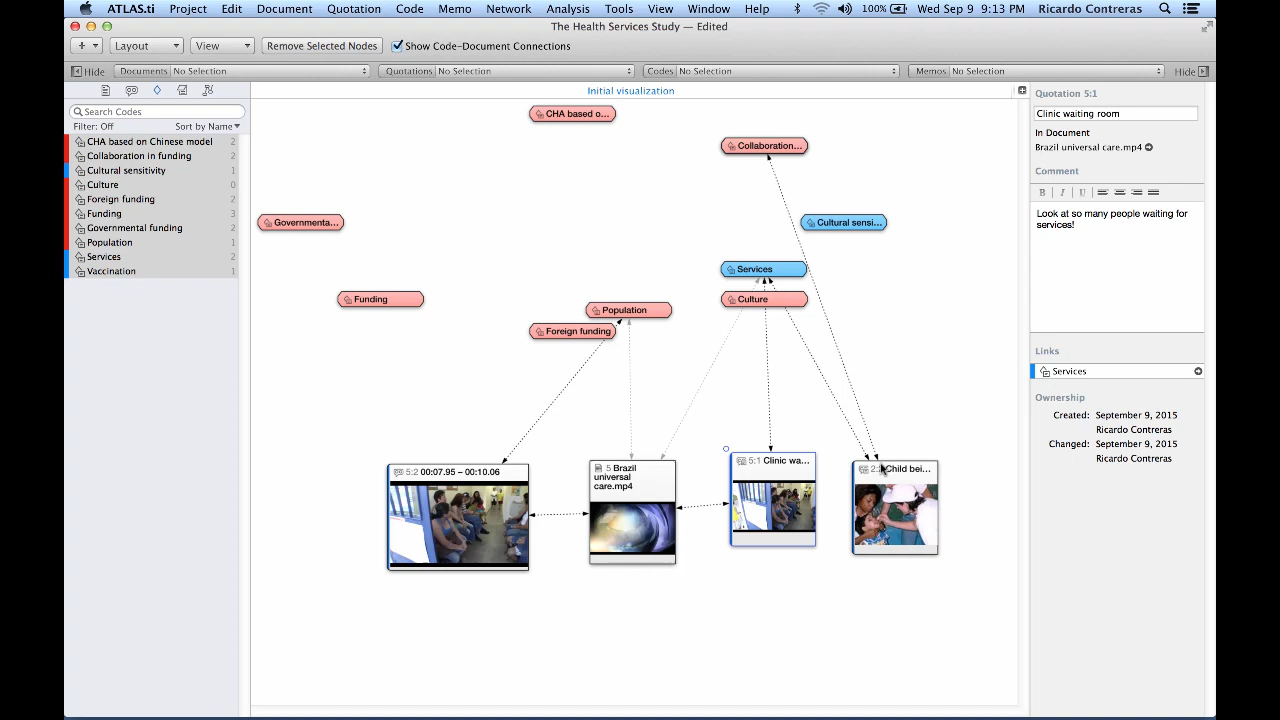 ATLAS.ti Project Edit Document Quotation Code Memo Network Analysis Tools View Window Help 100% Wed Sep 9 9:13 PM Ricardo Contreras
The Health Services Study — Edited
+ Layout View Remove Selected Nodes Show Code-Document Connections
Hide Documents No Selection Quotations No Selection Codes No Selection Memos No Selection Hide
Search Codes
Filter: Off Sort by Name
CHA based on Chinese model 2
Collaboration in funding 2
Cultural sensitivity 1
Culture 0
Foreign funding 2
Funding 3
Governmental funding 2
Population 1
Services 2
Vaccination 1
Initial visualization
CHA based o...
Collaboration...
Governmenta...
Cultural sensi...
Services
Funding
Culture
Population
Foreign funding
5:2 00:07.95 – 00:10.06
5 Brazil
universal
care.mp4
5:1 Clinic wa...
Child bei...
Quotation 5:1
Clinic waiting room
In Document
Brazil universal care.mp4
Comment
B I U
Look at so many people waiting for
services!
Links
Services
Ownership
Created: September 9, 2015
Ricardo Contreras
Changed: September 9, 2015
Ricardo Contreras